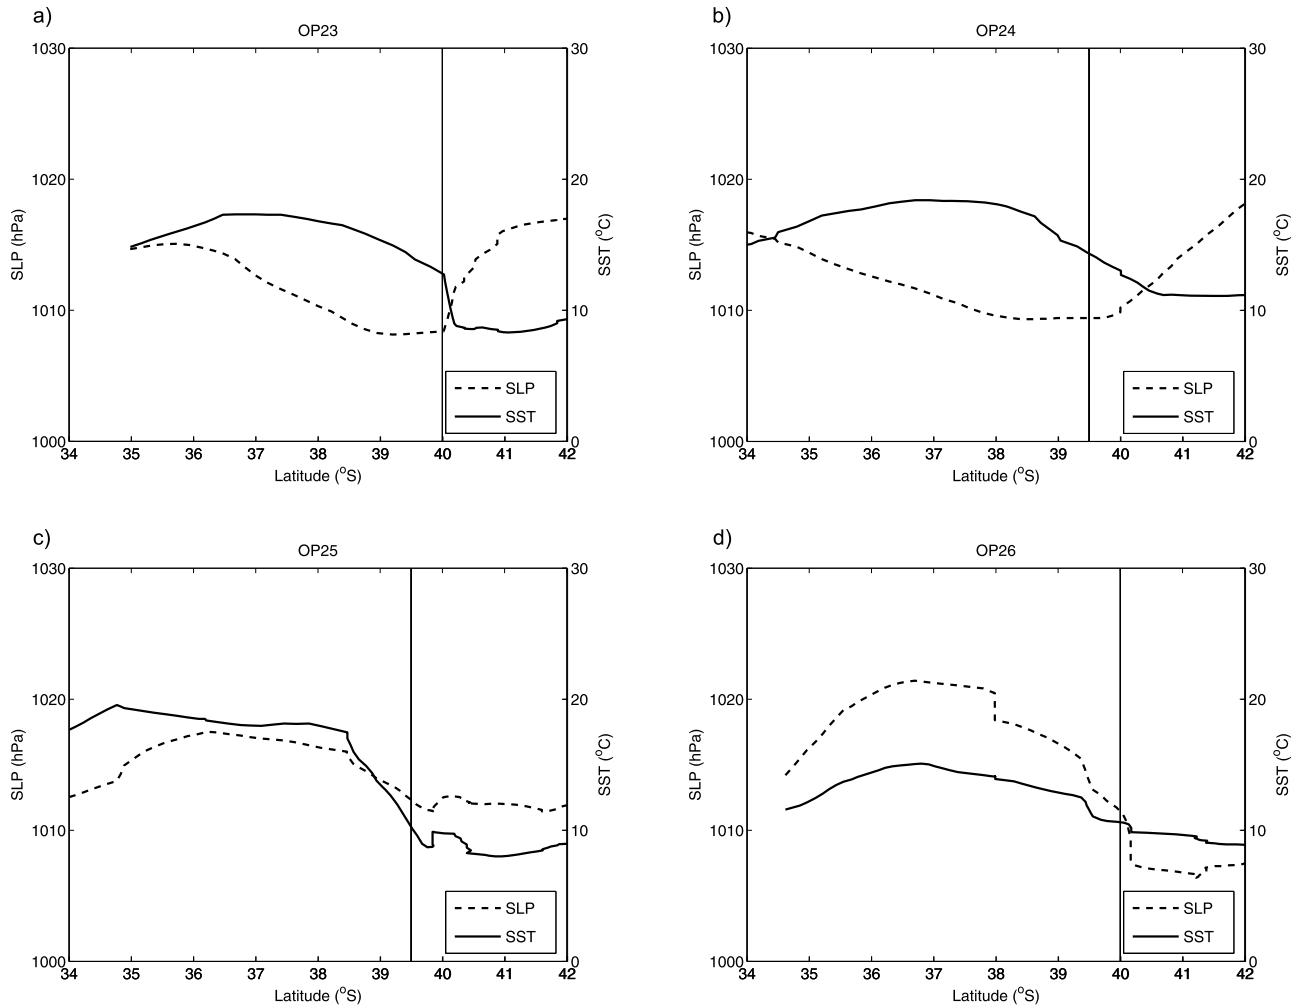 a)
OP23
1030
1020
1010
1000
SLP (hPa)
30
20
10
0
SST (°C)
SLP
SST
34 35 36 37 38 39 40 41 42
Latitude (°S)
b)
OP24
1030
1020
1010
1000
SLP (hPa)
30
20
10
0
SST (°C)
SLP
SST
34 35 36 37 38 39 40 41 42
Latitude (°S)
c)
OP25
1030
1020
1010
1000
SLP (hPa)
30
20
10
0
SST (°C)
SLP
SST
34 35 36 37 38 39 40 41 42
Latitude (°S)
d)
OP26
1030
1020
1010
1000
SLP (hPa)
30
20
10
0
SST (°C)
SLP
SST
34 35 36 37 38 39 40 41 42
Latitude (°S)